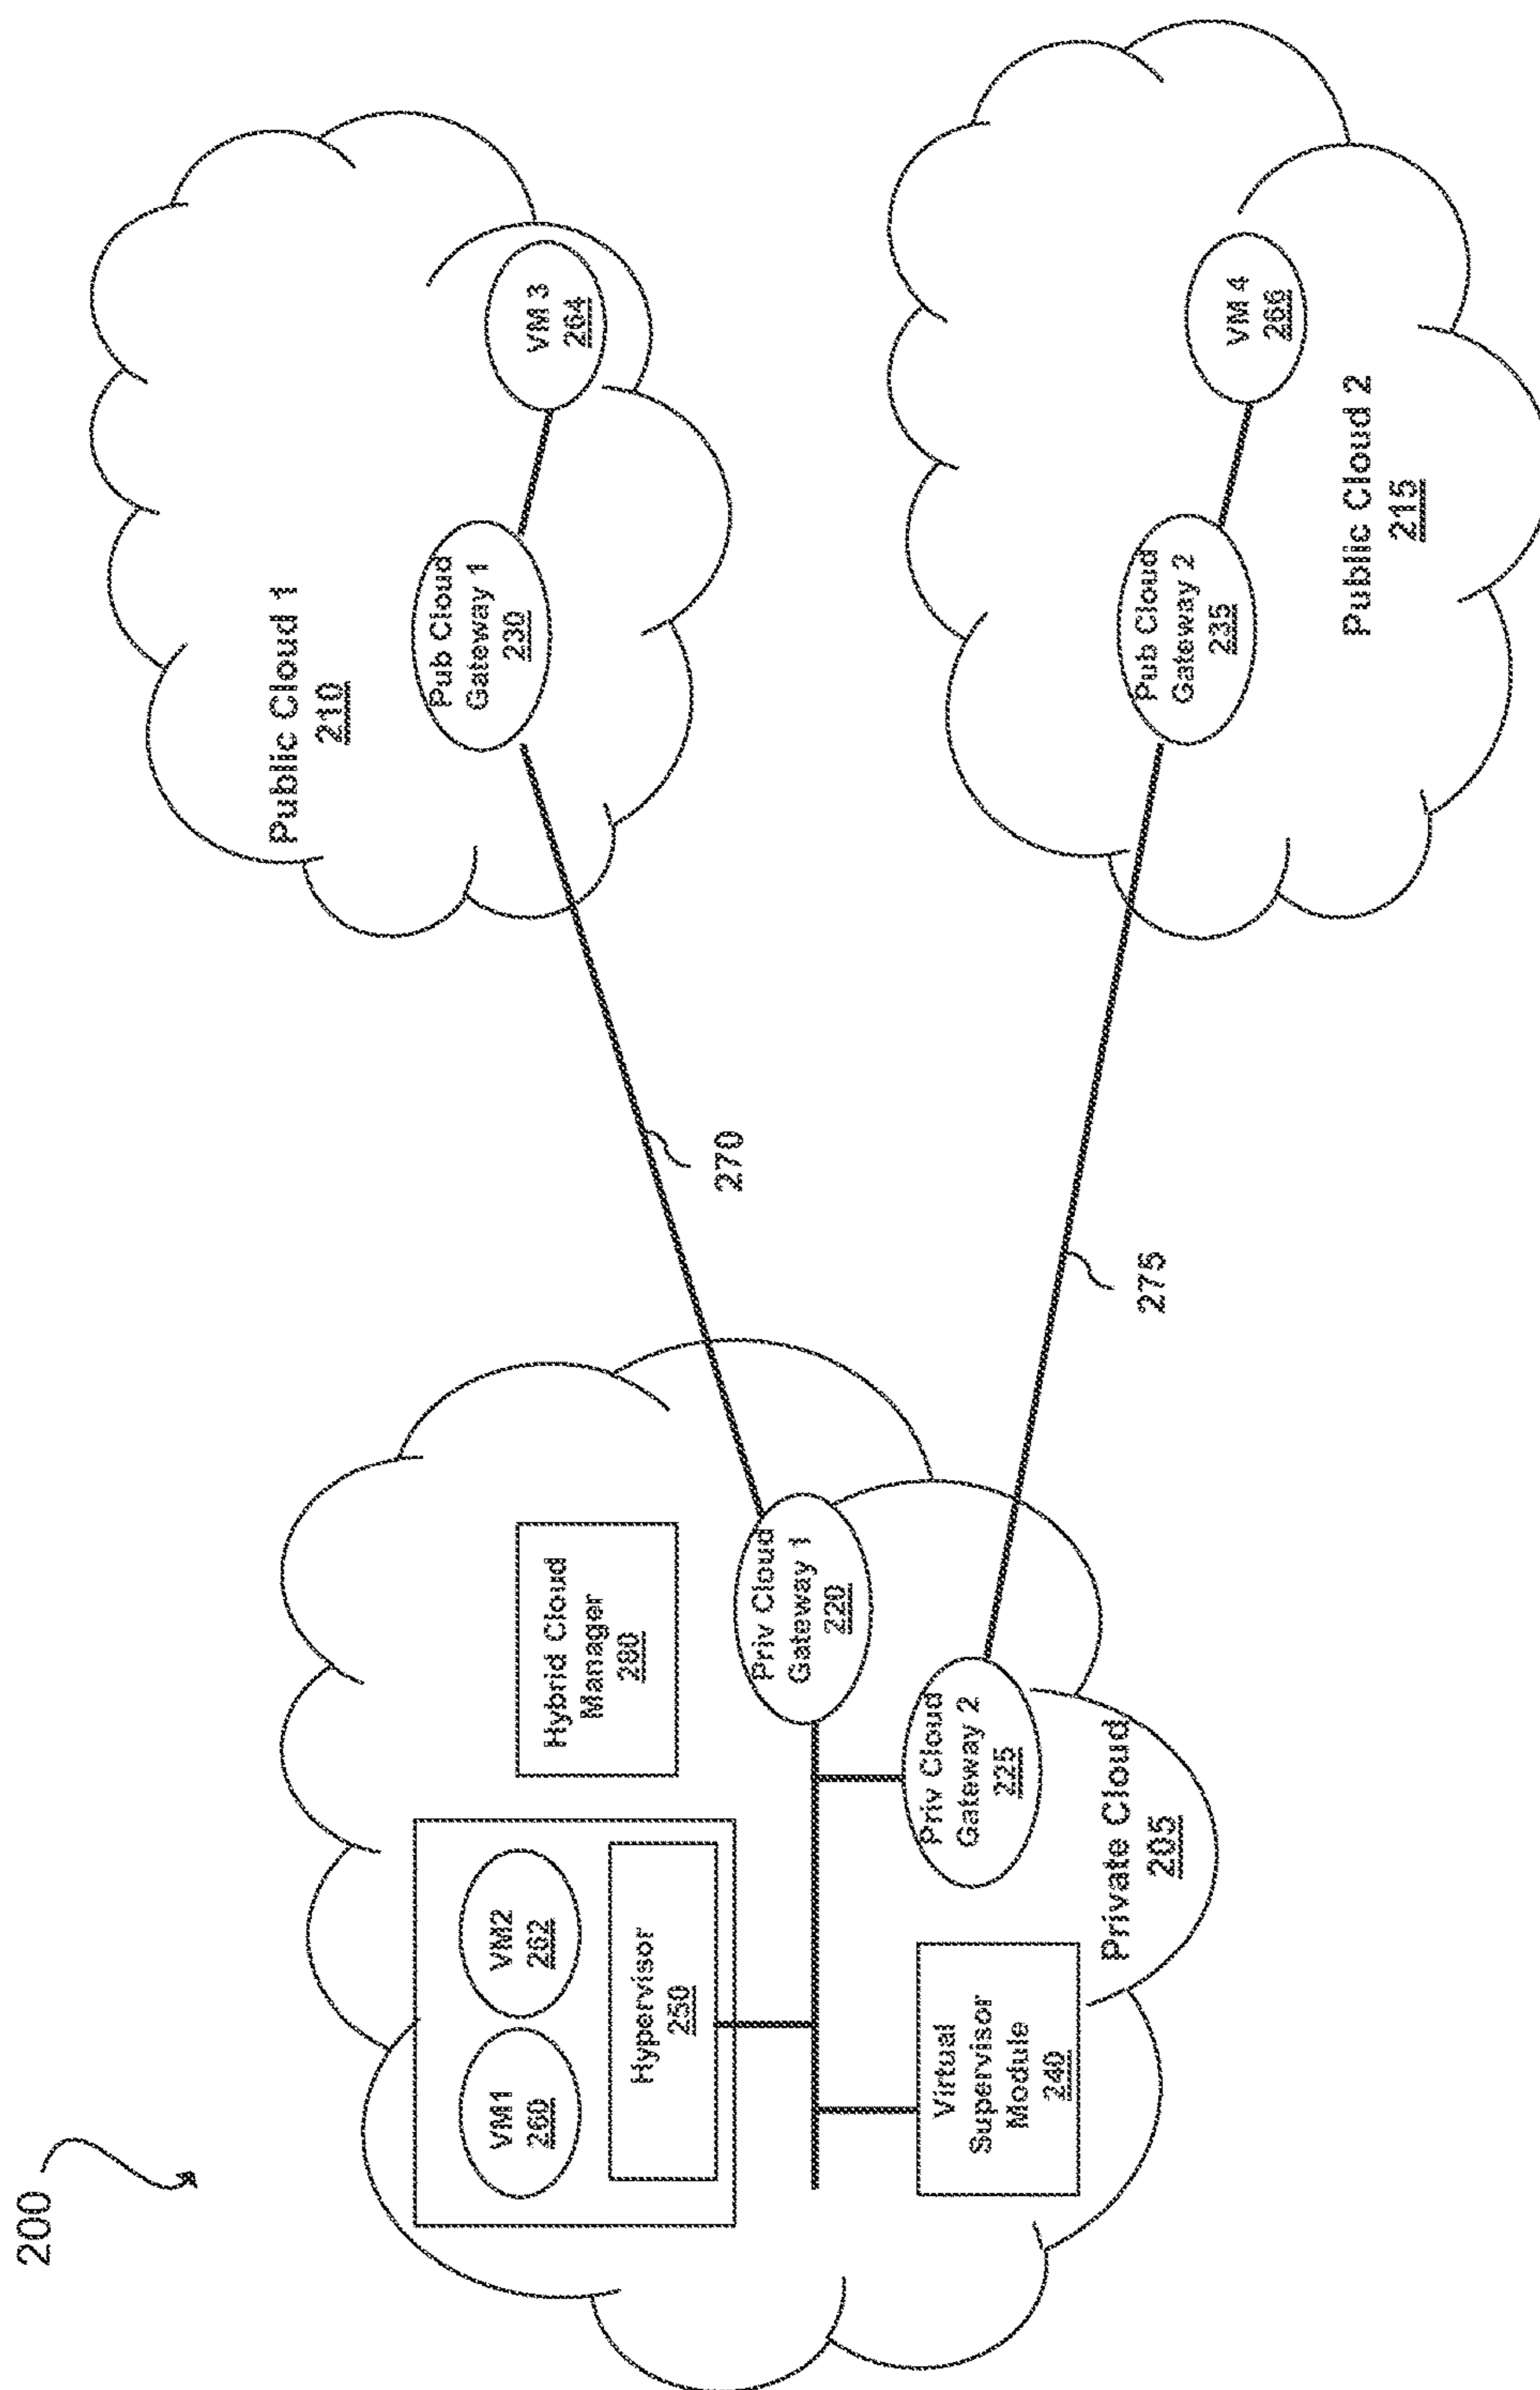 200
Public Cloud 1
210
Pub Cloud
Gateway 1
230
VM 3
264
Public Cloud 2
215
Pub Cloud
Gateway 2
235
VM 4
266
270
275
VM1
260
VM2
262
Hypervisor
250
Hybrid Cloud
Manager
280
Priv Cloud
Gateway 1
220
Priv Cloud
Gateway 2
225
Virtual
Supervisor
Module
240
Private Cloud
205